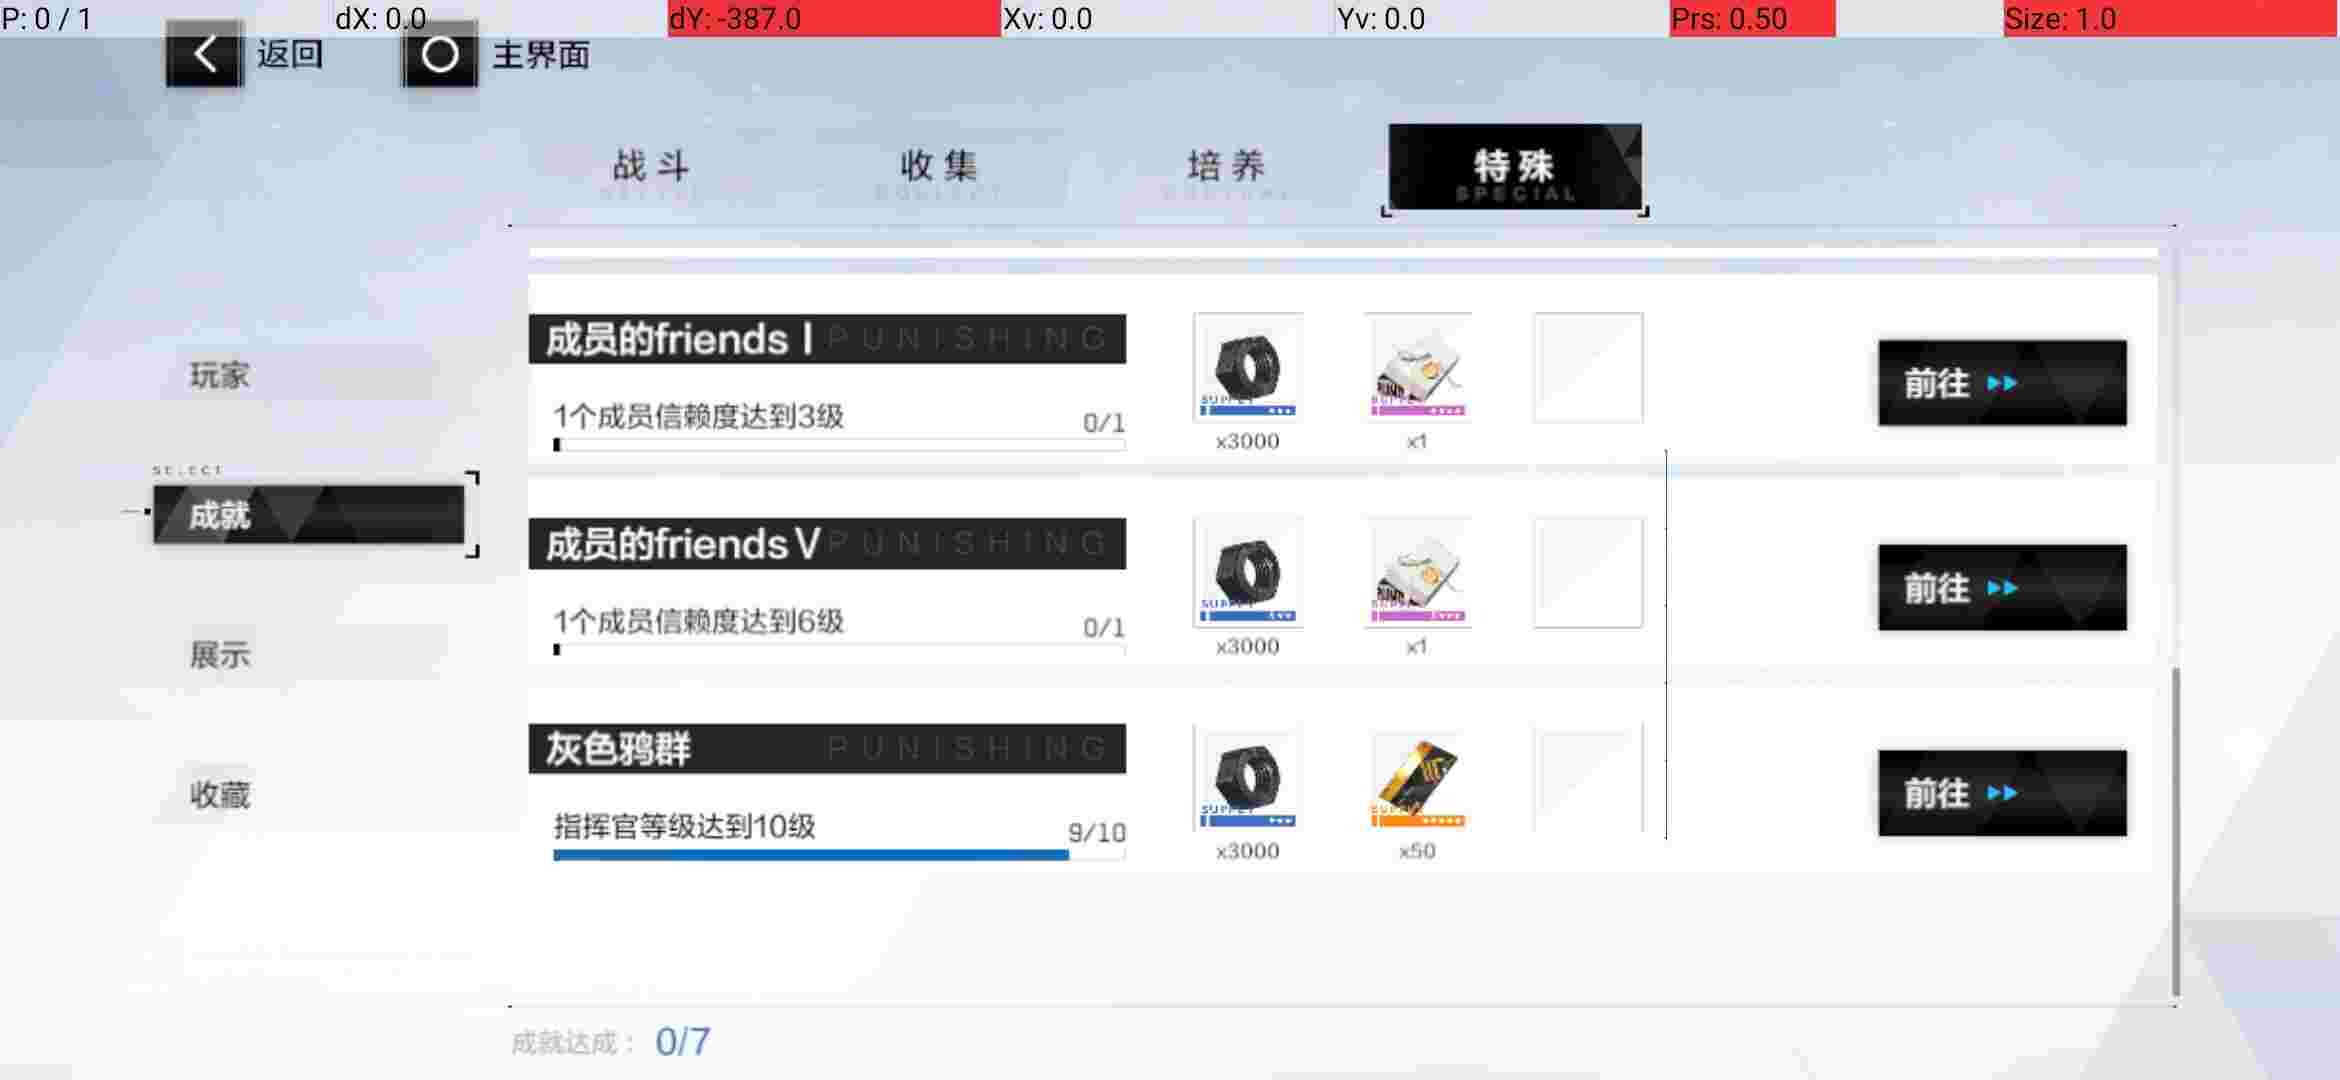 P: 0 / 1 dX: 0.0 dY: -387.0 Xv: 0.0 Yv: 0.0 Prs: 0.50 Size: 1.0
返回 主界面
战斗 收集 培养 特殊
SPECIAL
成员的friends Ⅰ PUNISHING
玩家
前往
1个成员信赖度达到3级 0/1
SUPPLY SUPPLY
x3000 x1
SELECT
成就
成员的friends Ⅴ PUNISHING
前往
1个成员信赖度达到6级 0/1
SUPPLY SUPPLY
x3000 x1
展示
灰色鸦群 PUNISHING
收藏
前往
指挥官等级达到10级 9/10
SUPPLY SUPPLY
x3000 x50
成就达成： 0/7